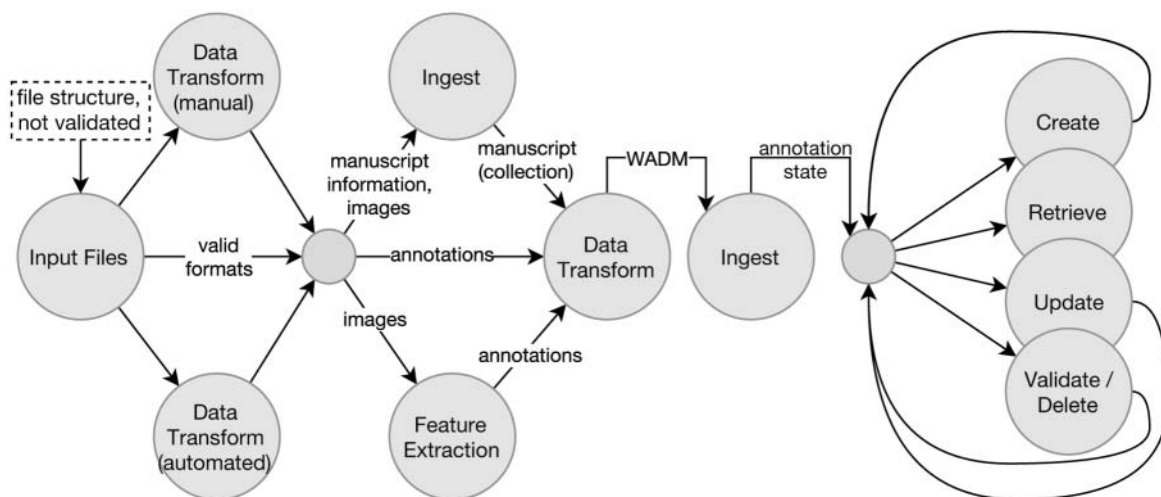 file structure,
not validated
Input Files
Data
Transform
(manual)
valid
formats
Data
Transform
(automated)
Ingest
manuscript
information,
images
annotations
images
Feature
Extraction
manuscript
(collection)
annotations
Data
Transform
WADM
Ingest
annotation
state
Create
Retrieve
Update
Validate /
Delete